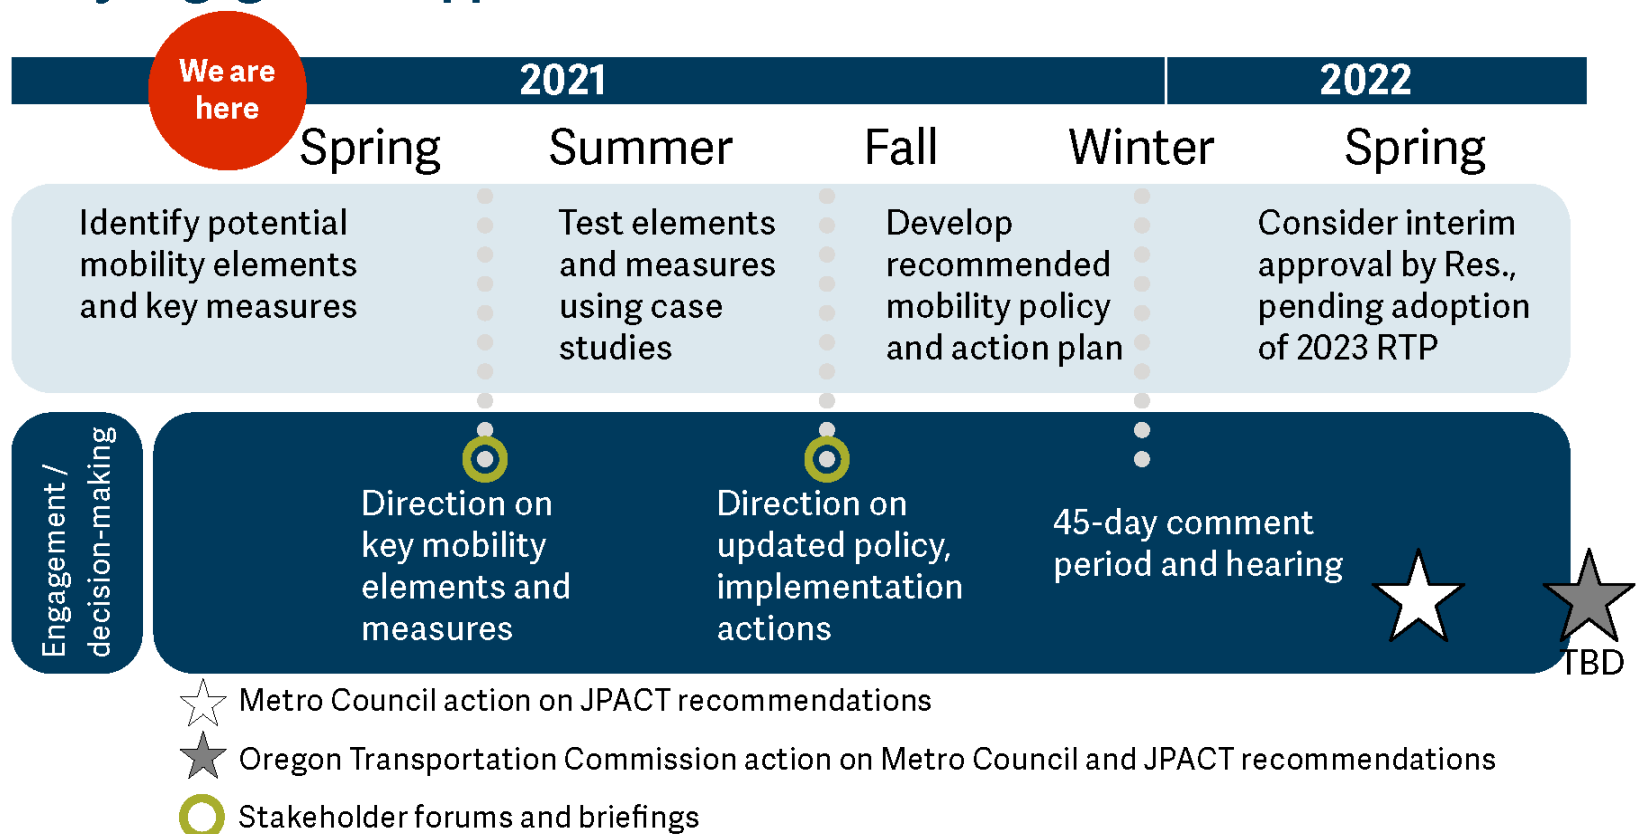 We are
here
2021
2022
Spring
Summer
Fall
Winter
Spring
Identify potential
mobility elements
and key measures
Test elements
and measures
using case
studies
Develop
recommended
mobility policy
and action plan
Consider interim
approval by Res.,
pending adoption
of 2023 RTP
Engagement /
decision-making
Direction on
key mobility
elements and
measures
Direction on
updated policy,
implementation
actions
45-day comment
period and hearing
TBD
Metro Council action on JPACT recommendations
Oregon Transportation Commission action on Metro Council and JPACT recommendations
Stakeholder forums and briefings